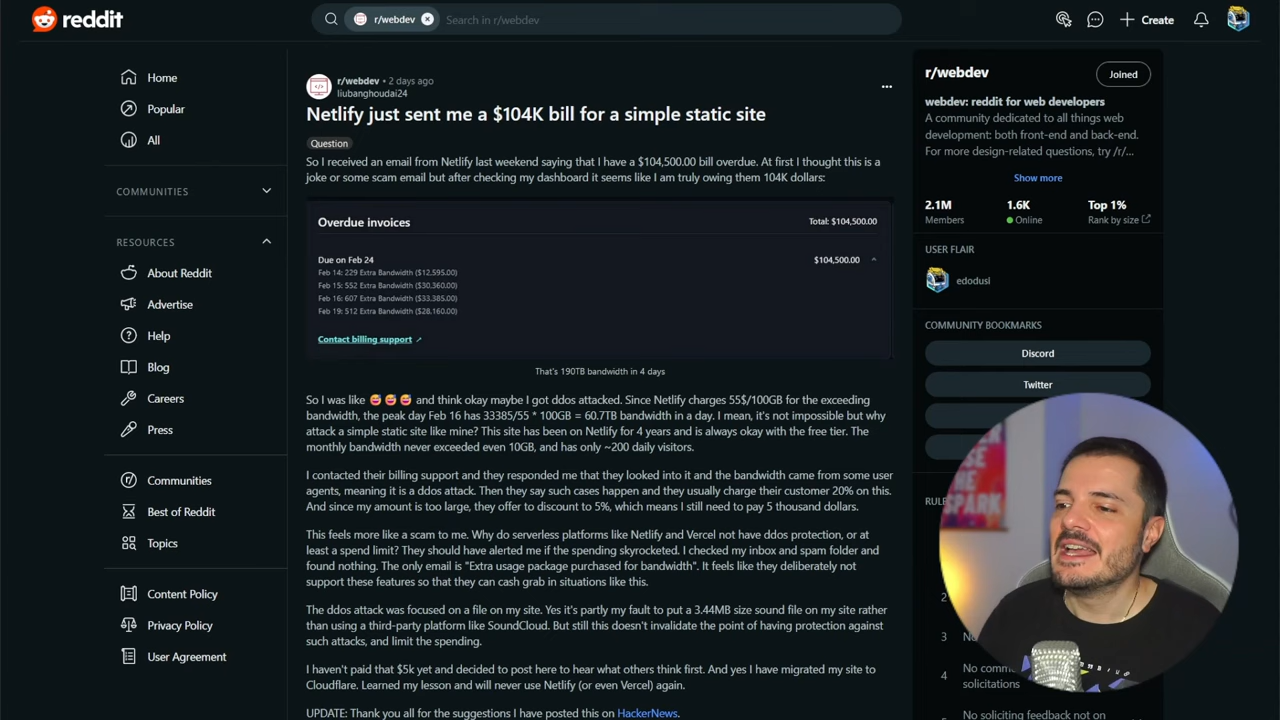 reddit
r/webdev
Search in r/webdev
Create
Home
Popular
All
COMMUNITIES
RESOURCES
About Reddit
Advertise
Help
Blog
Careers
Press
Communities
Best of Reddit
Topics
Content Policy
Privacy Policy
User Agreement
r/webdev • 2 days ago
liubanghoudai24
Netlify just sent me a $104K bill for a simple static site
Question
So I received an email from Netlify last weekend saying that I have a $104,500.00 bill overdue. At first I thought this is a
joke or some scam email but after checking my dashboard it seems like I am truly owing them 104K dollars:
Overdue invoices
Total: $104,500.00
Due on Feb 24
$104,500.00
Feb 14: 229 Extra Bandwidth ($12,595.00)
Feb 15: 552 Extra Bandwidth ($30,360.00)
Feb 16: 607 Extra Bandwidth ($33,385.00)
Feb 19: 512 Extra Bandwidth ($28,160.00)
Contact billing support
That's 190TB bandwidth in 4 days
So I was like 😅 😅 😅 and think okay maybe I got ddos attacked. Since Netlify charges 55$/100GB for the exceeding
bandwidth, the peak day Feb 16 has 33385/55 * 100GB = 60.7TB bandwidth in a day. I mean, it's not impossible but why
attack a simple static site like mine? This site has been on Netlify for 4 years and is always okay with the free tier. The
monthly bandwidth never exceeded even 10GB, and has only ~200 daily visitors.
I contacted their billing support and they responded me that they looked into it and the bandwidth came from some user
agents, meaning it is a ddos attack. Then they say such cases happen and they usually charge their customer 20% on this.
And since my amount is too large, they offer to discount to 5%, which means I still need to pay 5 thousand dollars.
This feels more like a scam to me. Why do serverless platforms like Netlify and Vercel not have ddos protection, or at
least a spend limit? They should have alerted me if the spending skyrocketed. I checked my inbox and spam folder and
found nothing. The only email is "Extra usage package purchased for bandwidth". It feels like they deliberately not
support these features so that they can cash grab in situations like this.
The ddos attack was focused on a file on my site. Yes it's partly my fault to put a 3.44MB size sound file on my site rather
than using a third-party platform like SoundCloud. But still this doesn't invalidate the point of having protection against
such attacks, and limit the spending.
I haven't paid that $5k yet and decided to post here to hear what others think first. And yes I have migrated my site to
Cloudflare. Learned my lesson and will never use Netlify (or even Vercel) again.
UPDATE: Thank you all for the suggestions I have posted this on HackerNews.
r/webdev
Joined
webdev: reddit for web developers
A community dedicated to all things web
development: both front-end and back-end.
For more design-related questions, try /r/...
Show more
2.1M
1.6K
Top 1%
Members
Online
Rank by size
USER FLAIR
edodusi
COMMUNITY BOOKMARKS
Discord
Twitter
RULE
THE
SPARK
2
3
No
4
No comm
solicitations
No soliciting feedback not on